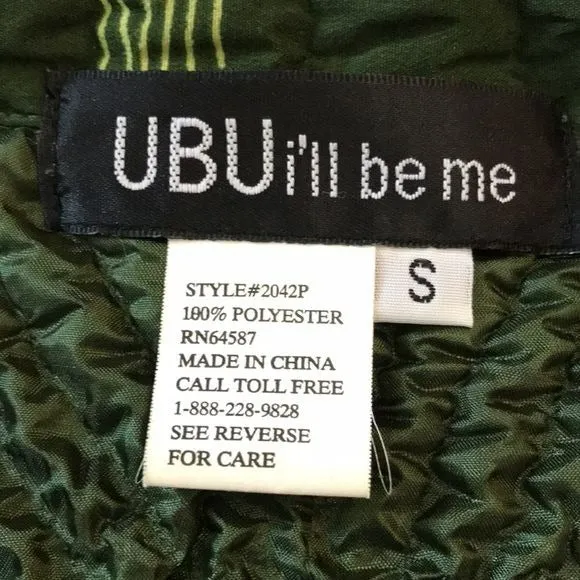 UBU i'll be me
S
STYLE#2042P
100% POLYESTER
RN64587
MADE IN CHINA
CALL TOLL FREE
1-888-228-9828
SEE REVERSE
FOR CARE